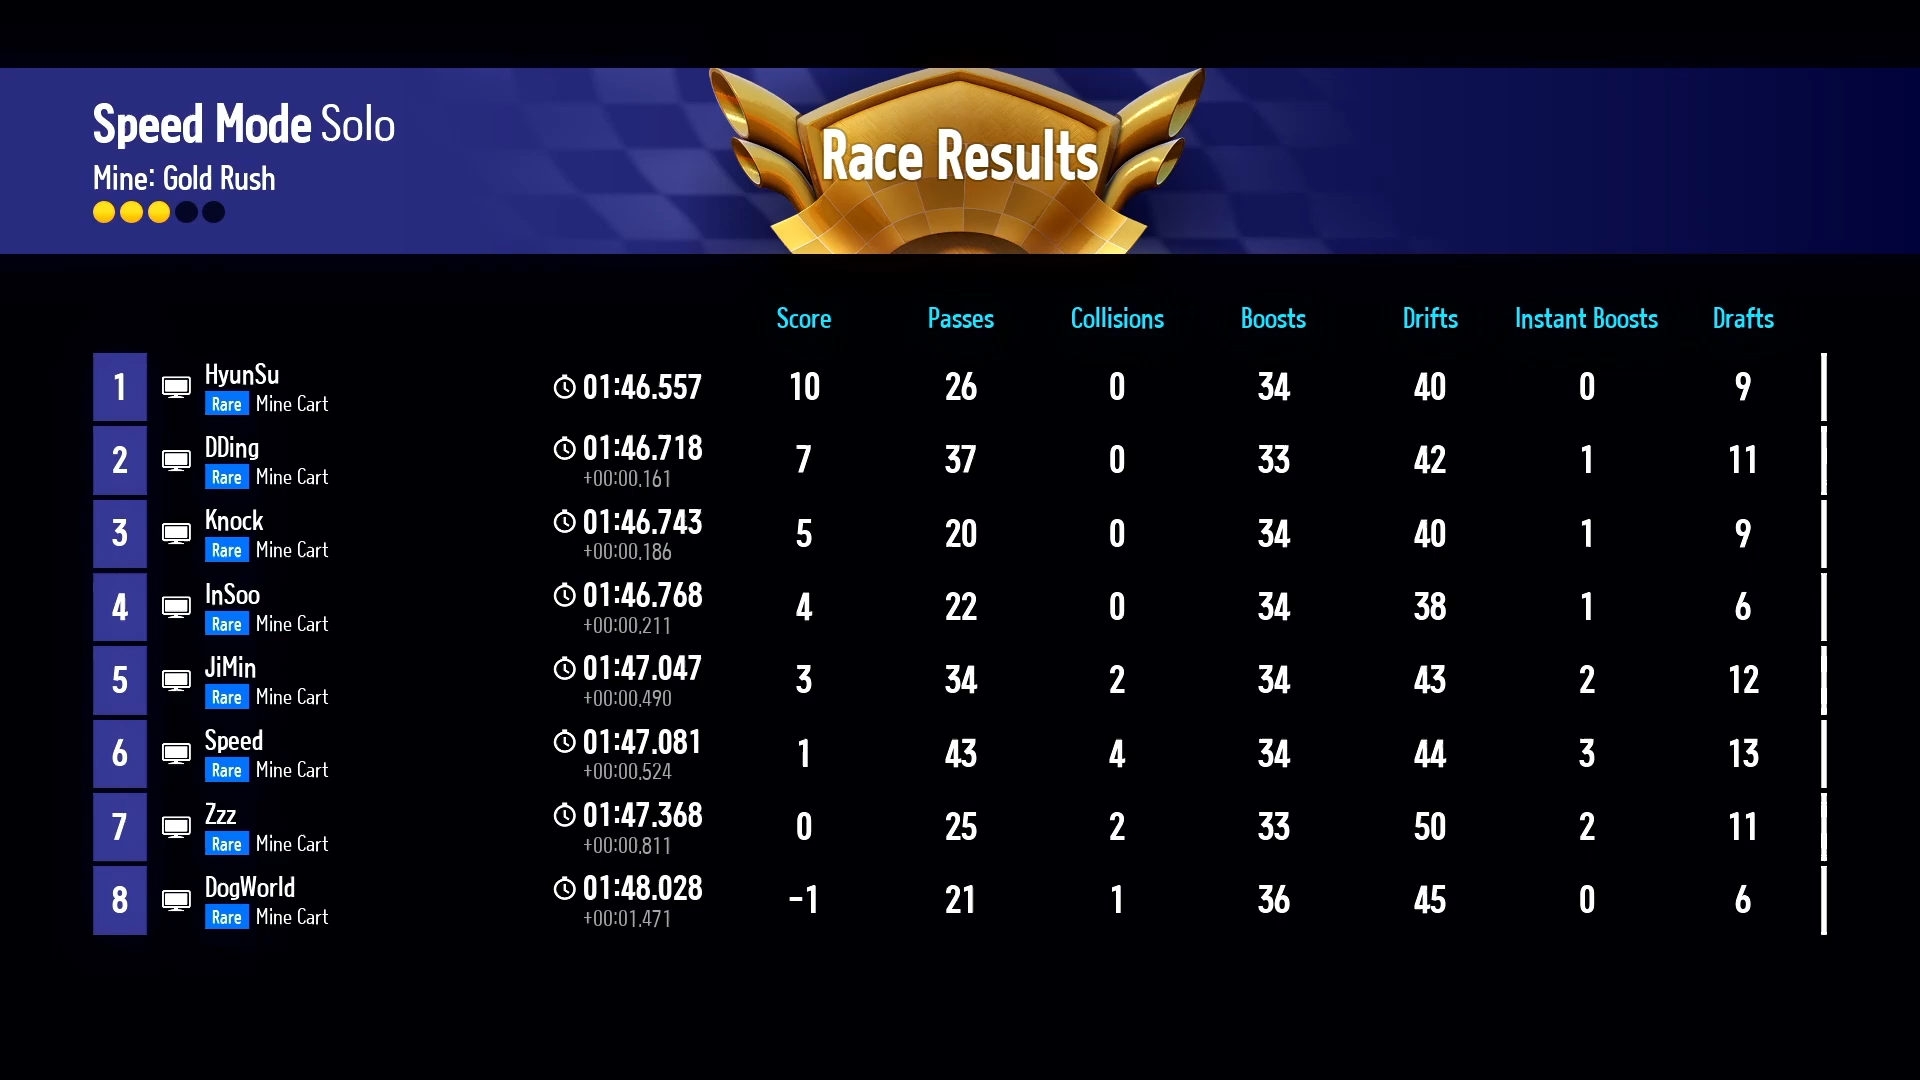 Speed Mode Solo
Mine: Gold Rush
Race Results
Score Passes Collisions Boosts Drifts Instant Boosts Drafts
1 HyunSu 01:46.557 10 26 0 34 40 0 9
Rare Mine Cart
2 DDing 01:46.718 7 37 0 33 42 1 11
Rare Mine Cart +00:00.161
3 Knock 01:46.743 5 20 0 34 40 1 9
Rare Mine Cart +00:00.186
4 InSoo 01:46.768 4 22 0 34 38 1 6
Rare Mine Cart +00:00.211
5 JiMin 01:47.047 3 34 2 34 43 2 12
Rare Mine Cart +00:00.490
6 Speed 01:47.081 1 43 4 34 44 3 13
Rare Mine Cart +00:00.524
7 Zzz 01:47.368 0 25 2 33 50 2 11
Rare Mine Cart +00:00.811
8 DogWorld 01:48.028 -1 21 1 36 45 0 6
Rare Mine Cart +00:01.471